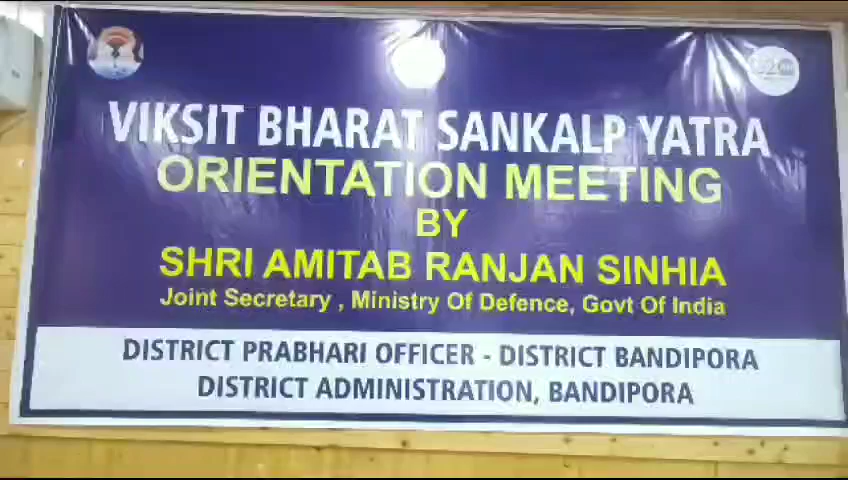 VIKSIT BHARAT SANKALP YATRA
ORIENTATION MEETING
BY
SHRI AMITAB RANJAN SINHIA
Joint Secretary , Ministry Of Defence, Govt Of India
DISTRICT PRABHARI OFFICER - DISTRICT BANDIPORA
DISTRICT ADMINISTRATION, BANDIPORA